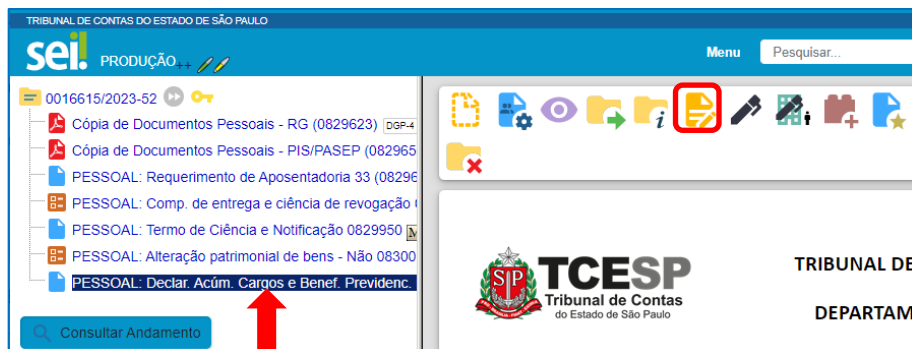 TRIBUNAL DE CONTAS DO ESTADO DE SÃO PAULO
sei! PRODUÇÃO++
Menu Pesquisar...
0016615/2023-52
Cópia de Documentos Pessoais - RG (0829623) DGP-4
Cópia de Documentos Pessoais - PIS/PASEP (082965
PESSOAL: Requerimento de Aposentadoria 33 (08296
PESSOAL: Comp. de entrega e ciência de revogação
PESSOAL: Termo de Ciência e Notificação 0829950 M
PESSOAL: Alteração patrimonial de bens - Não 08300
PESSOAL: Declar. Acúm. Cargos e Benef. Previdenc.
Consultar Andamento
SP
TCESP
Tribunal de Contas
do Estado de São Paulo
TRIBUNAL DE
DEPARTAM